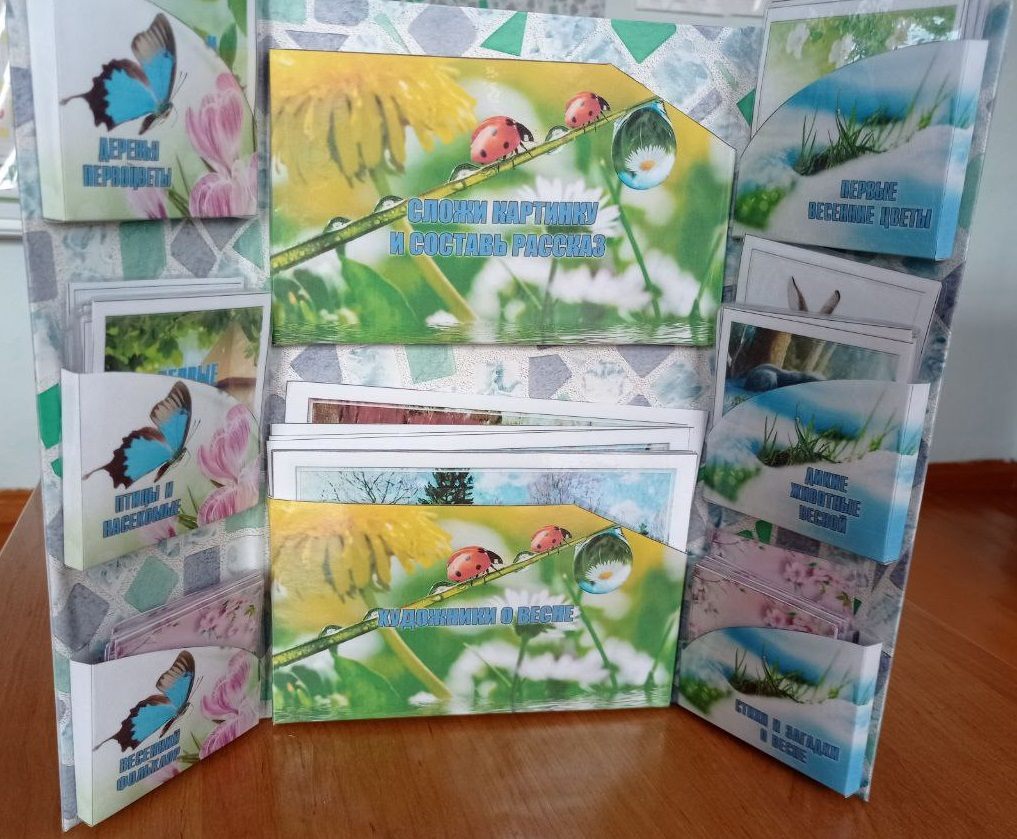 ДЕРЕВЬЯ
ПЕРВОЦВЕТЫ
СЛОЖИ КАРТИНКУ
И СОСТАВЬ РАССКАЗ
ПЕРВЫЕ
ВЕСЕННИЕ ЦВЕТЫ
ПТИЦЫ И
НАСЕКОМЫЕ
ХУДОЖНИКИ О ВЕСНЕ
ДИКИЕ
ЖИВОТНЫЕ
ВЕСНОЙ
ВЕСЕННИЙ
ФОЛЬКЛОР
СТИХИ И ЗАГАДКИ
О ВЕСНЕ